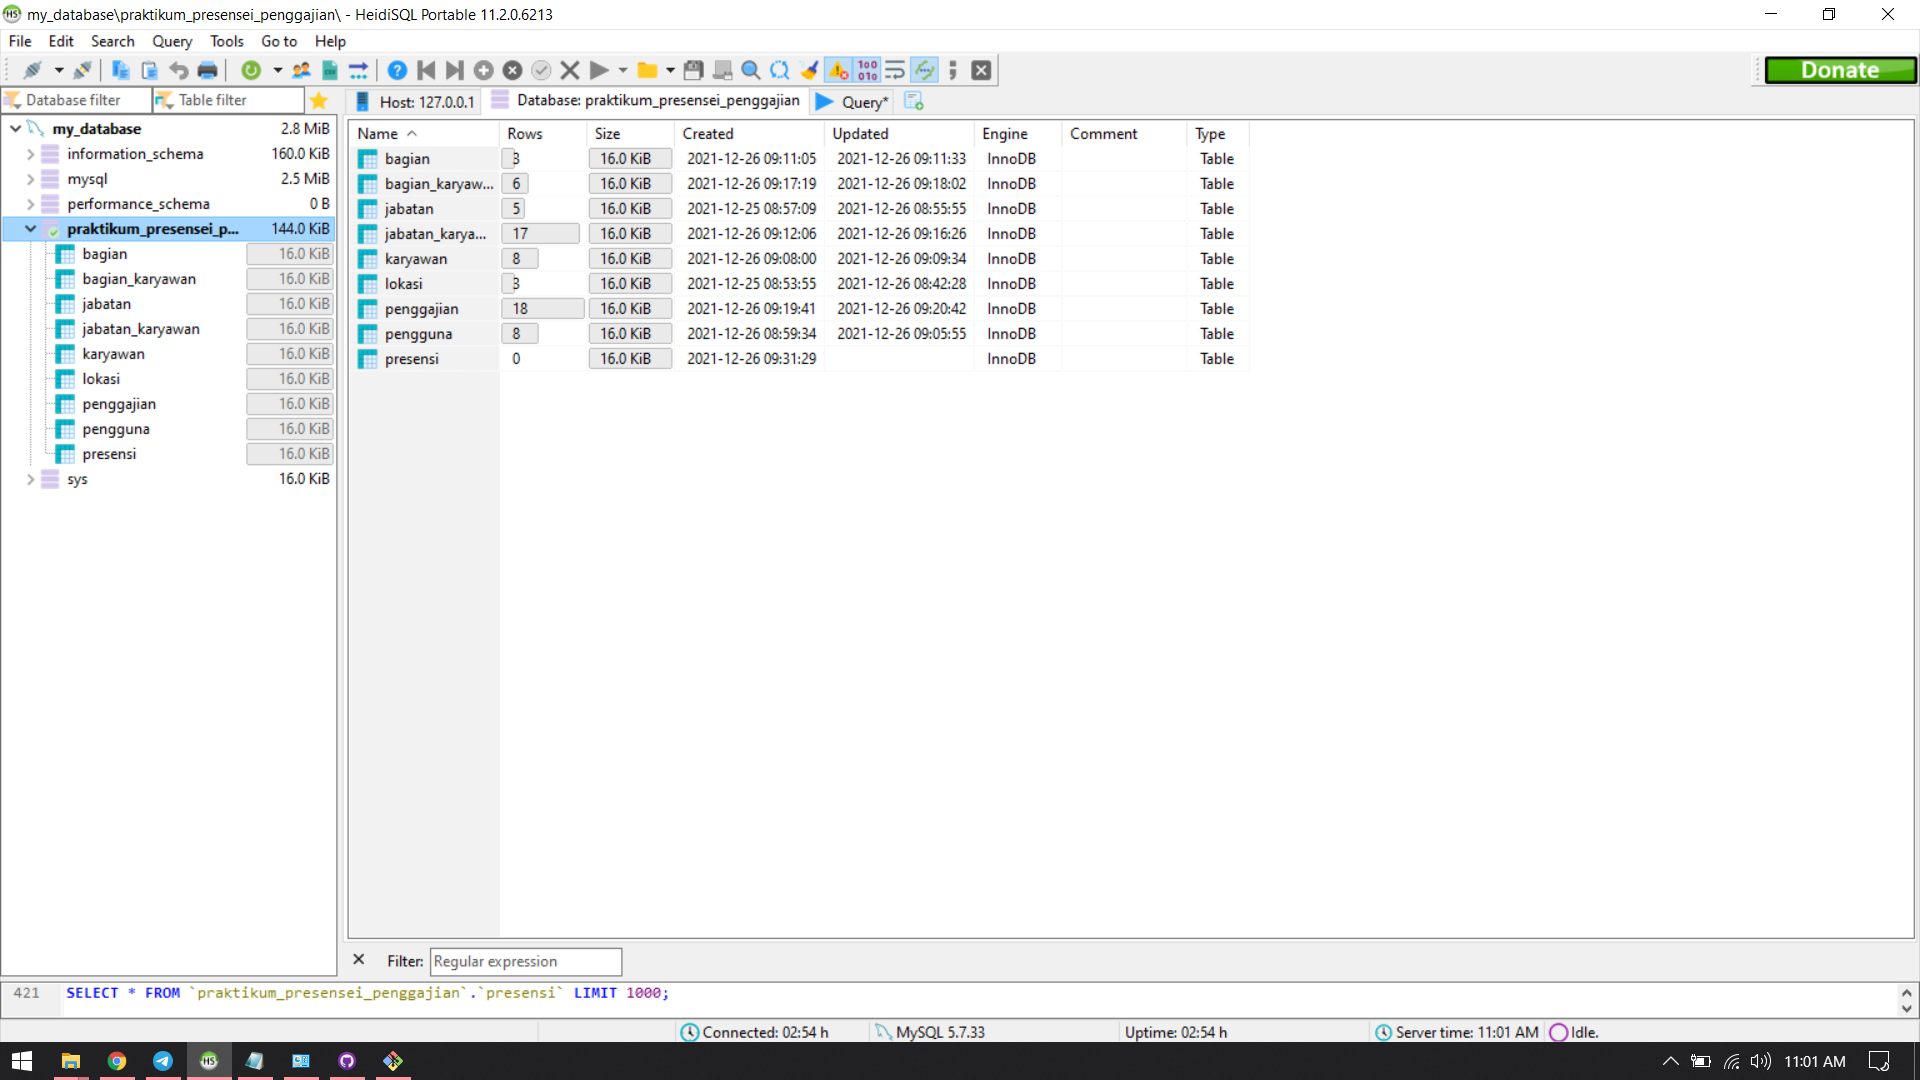 my_database\praktikum_presensei_penggajian\ - HeidiSQL Portable 11.2.0.6213
File Edit Search Query Tools Go to Help
Donate
Database filter Table filter Host: 127.0.0.1 Database: praktikum_presensei_penggajian Query*
my_database 2.8 MiB
information_schema 160.0 KiB
mysql 2.5 MiB
performance_schema 0 B
praktikum_presensei_p... 144.0 KiB
bagian 16.0 KiB
bagian_karyawan 16.0 KiB
jabatan 16.0 KiB
jabatan_karyawan 16.0 KiB
karyawan 16.0 KiB
lokasi 16.0 KiB
penggajian 16.0 KiB
pengguna 16.0 KiB
presensi 16.0 KiB
sys 16.0 KiB
Name Rows Size Created Updated Engine Comment Type
bagian 3 16.0 KiB 2021-12-26 09:11:05 2021-12-26 09:11:33 InnoDB Table
bagian_karyaw... 6 16.0 KiB 2021-12-26 09:17:19 2021-12-26 09:18:02 InnoDB Table
jabatan 5 16.0 KiB 2021-12-25 08:57:09 2021-12-26 08:55:55 InnoDB Table
jabatan_karya... 17 16.0 KiB 2021-12-26 09:12:06 2021-12-26 09:16:26 InnoDB Table
karyawan 8 16.0 KiB 2021-12-26 09:08:00 2021-12-26 09:09:34 InnoDB Table
lokasi 3 16.0 KiB 2021-12-25 08:53:55 2021-12-26 08:42:28 InnoDB Table
penggajian 18 16.0 KiB 2021-12-26 09:19:41 2021-12-26 09:20:42 InnoDB Table
pengguna 8 16.0 KiB 2021-12-26 08:59:34 2021-12-26 09:05:55 InnoDB Table
presensi 0 16.0 KiB 2021-12-26 09:31:29 InnoDB Table
Filter: Regular expression
421 SELECT * FROM `praktikum_presensei_penggajian`.`presensi` LIMIT 1000;
Connected: 02:54 h MySQL 5.7.33 Uptime: 02:54 h Server time: 11:01 AM Idle.
11:01 AM